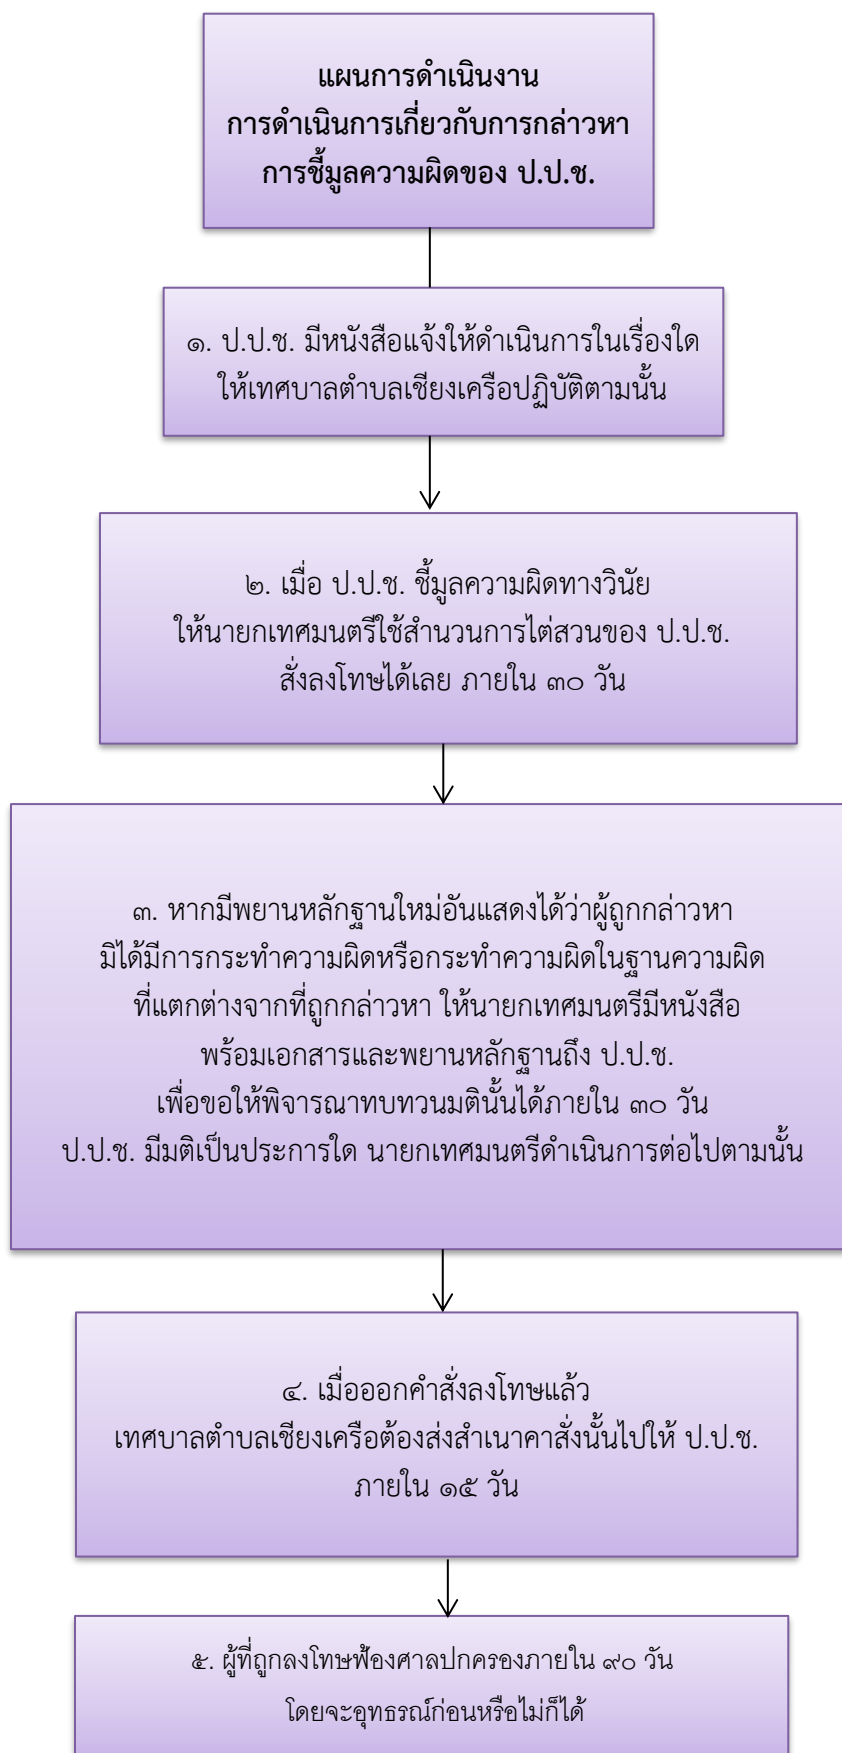 แผนการดำเนินงาน
การดำเนินการเกี่ยวกับการกล่าวหา
การชี้มูลความผิดของ ป.ป.ช.
๑. ป.ป.ช. มีหนังสือแจ้งให้ดำเนินการในเรื่องใด
ให้เทศบาลตำบลเชียงเครือปฏิบัติตามนั้น
๒. เมื่อ ป.ป.ช. ชี้มูลความผิดทางวินัย
ให้นายกเทศมนตรีใช้สำนวนการไต่สวนของ ป.ป.ช.
สั่งลงโทษได้เลย ภายใน ๓๐ วัน
๓. หากมีพยานหลักฐานใหม่อันแสดงได้ว่าผู้ถูกกล่าวหา
มิได้มีการกระทำความผิดหรือกระทำความผิดในฐานความผิด
ที่แตกต่างจากที่ถูกกล่าวหา ให้นายกเทศมนตรีมีหนังสือ
พร้อมเอกสารและพยานหลักฐานถึง ป.ป.ช.
เพื่อขอให้พิจารณาทบทวนมตินั้นได้ภายใน ๓๐ วัน
ป.ป.ช. มีมติเป็นประการใด นายกเทศมนตรีดำเนินการต่อไปตามนั้น
๔. เมื่อออกคำสั่งลงโทษแล้ว
เทศบาลตำบลเชียงเครือต้องส่งสำเนาคาสั่งนั้นไปให้ ป.ป.ช.
ภายใน ๑๕ วัน
๕. ผู้ที่ถูกลงโทษฟ้องศาลปกครองภายใน ๙๐ วัน
โดยจะอุทธรณ์ก่อนหรือไม่ก็ได้